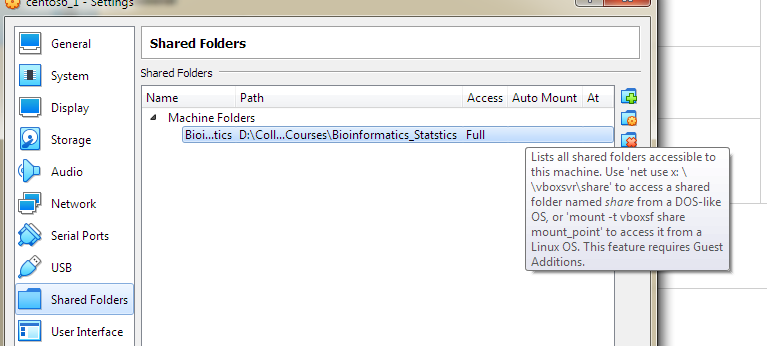 centos6_1 - Settings
General
System
Display
Storage
Audio
Network
Serial Ports
USB
Shared Folders
User Interface
Shared Folders
Shared Folders
Name Path Access Auto Mount At
Machine Folders
Bioi...tics D:\Coll...Courses\Bioinformatics_Statstics Full
Lists all shared folders accessible to
this machine. Use 'net use x: \
\vboxsvr\share' to access a shared
folder named share from a DOS-like
OS, or 'mount -t vboxsf share
mount_point' to access it from a
Linux OS. This feature requires Guest
Additions.